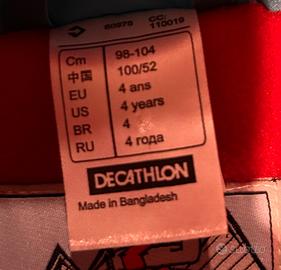 60979 CC:
110019
Cm 98-104
中国 100/52
EU 4 ans
US 4 years
BR 4
RU 4 года
DECATHLON
Made in Bangladesh